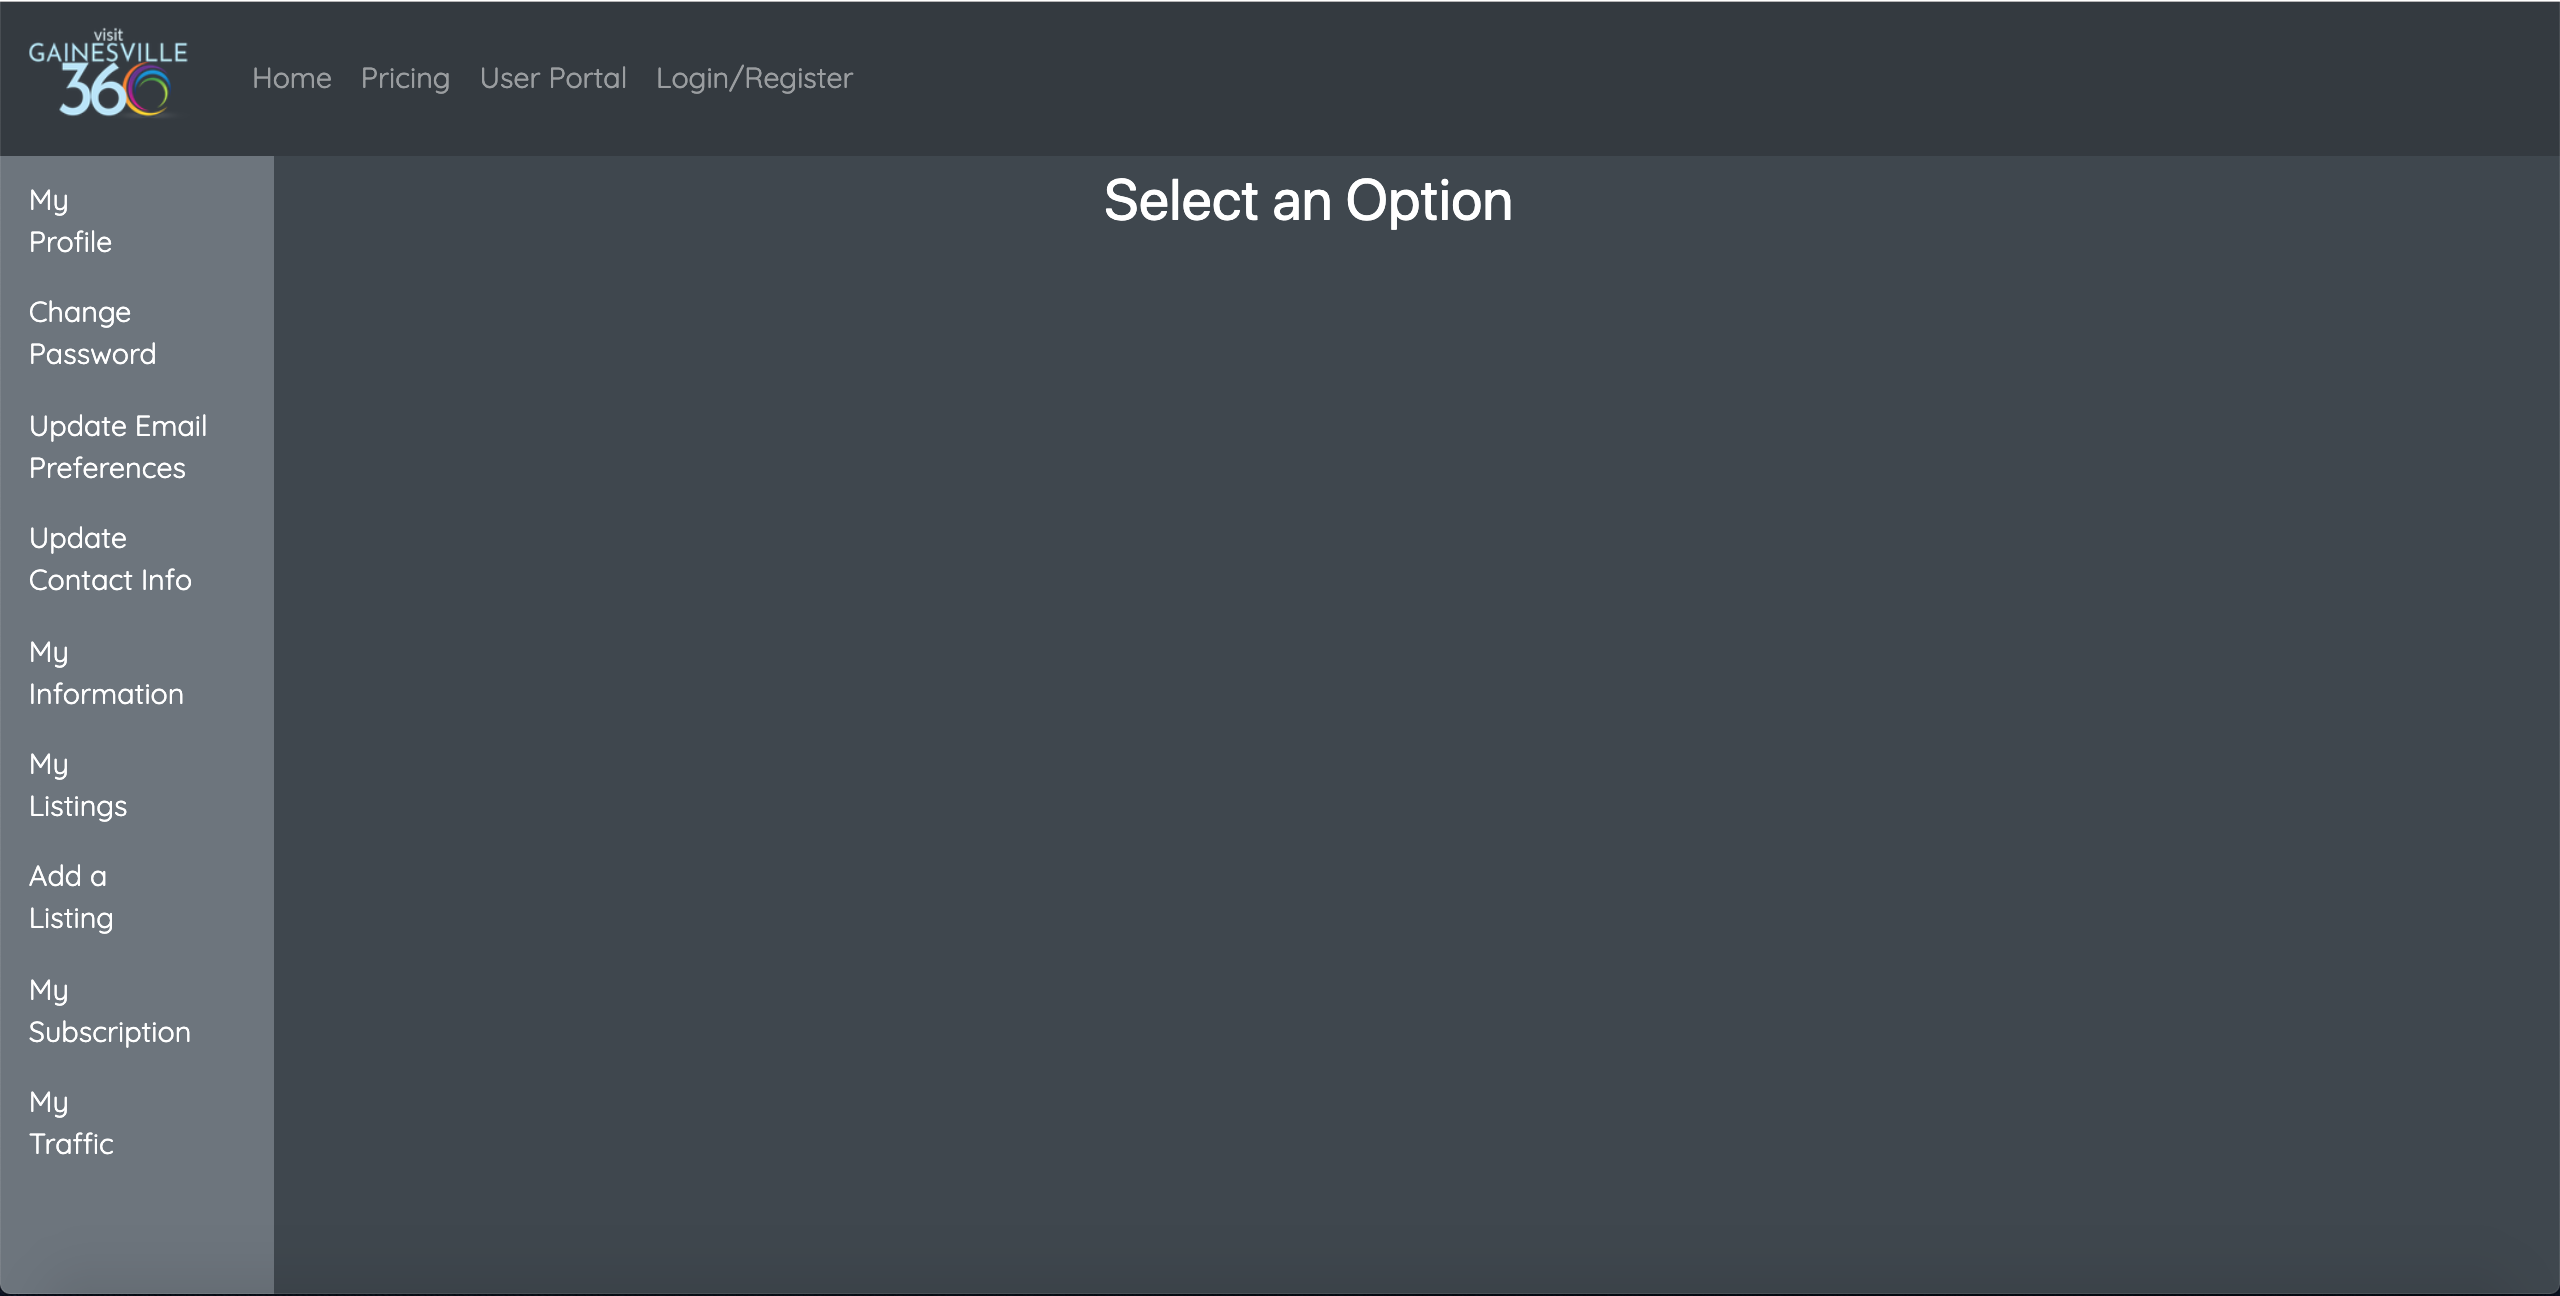 visit
GAINESVILLE
360
Home Pricing User Portal Login/Register
My
Profile
Change
Password
Update Email
Preferences
Update
Contact Info
My
Information
My
Listings
Add a
Listing
My
Subscription
My
Traffic
Select an Option